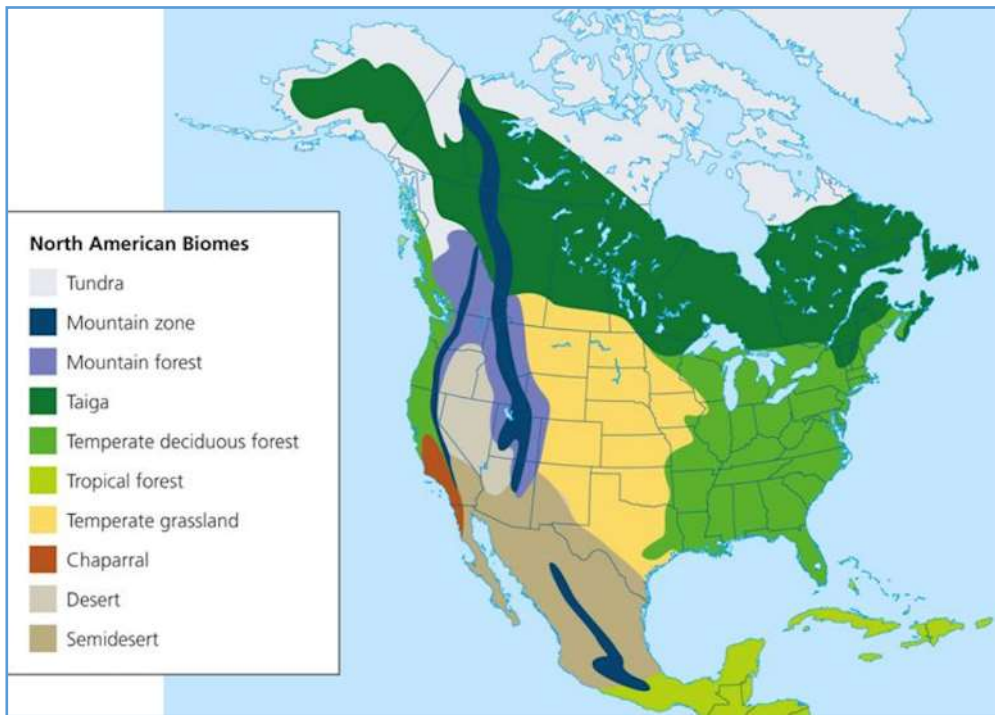 North American Biomes
Tundra
Mountain zone
Mountain forest
Taiga
Temperate deciduous forest
Tropical forest
Temperate grassland
Chaparral
Desert
Semidesert